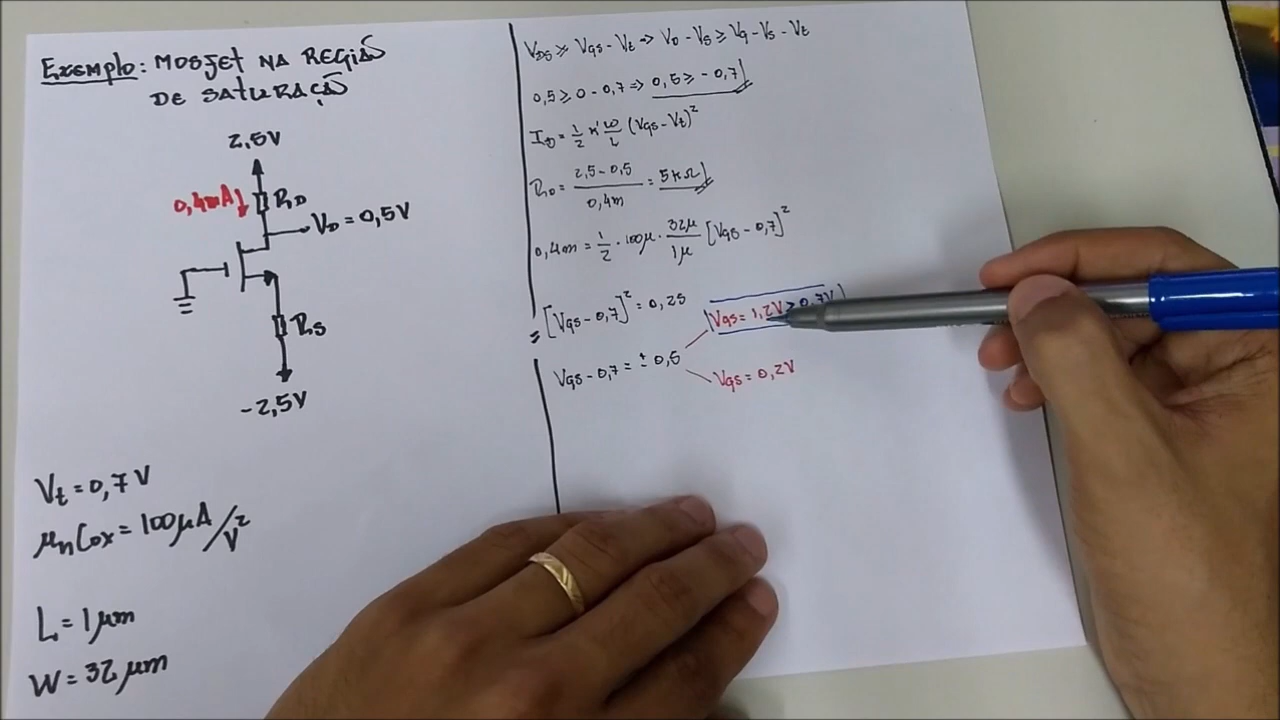 Exemplo: MOSFET NA REGIÃO
DE SATURAÇÃO
2,5V
0,4mA
RD
VD = 0,5V
RS
-2,5V
Vt = 0,7V
μnCox = 100μA/V²
L = 1μm
W = 32μm
VDS ≥ VGS - Vt → VD - VS ≥ VG - VS - Vt
0,5 ≥ 0 - 0,7 => 0,5 ≥ -0,7
ID = 1/2 k' W/L (VGS - Vt)²
RD = 2,5 - 0,5 / 0,4m = 5kΩ
0,4m = 1/2 · 100μ · 32μ/1μ [VGS - 0,7]²
= [VGS - 0,7]² = 0,25
VGS = 1,2V > 0,7V
VGS - 0,7 = ± 0,5
VGS = 0,2V